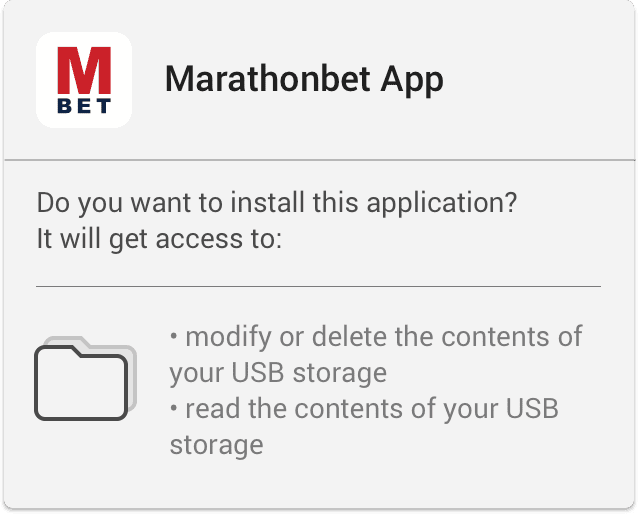 M
BET
Marathonbet App
Do you want to install this application?
It will get access to:
• modify or delete the contents of
your USB storage
• read the contents of your USB
storage